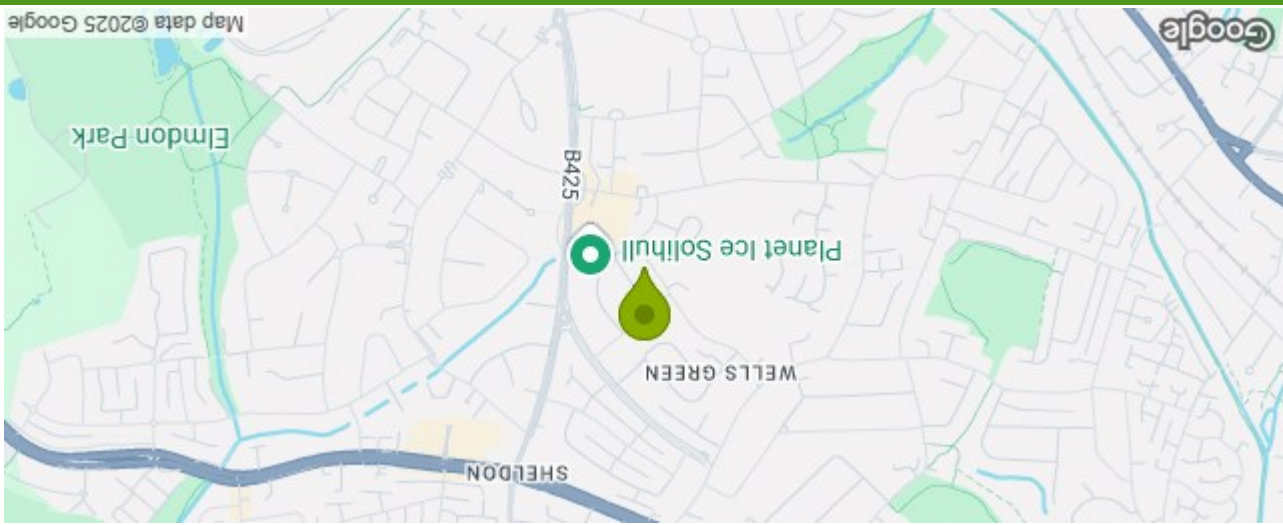 SHELDON
WELLS GREEN
Planet Ice Solihull
B425
Elmdon Park
Google
Map data ©2025 Google